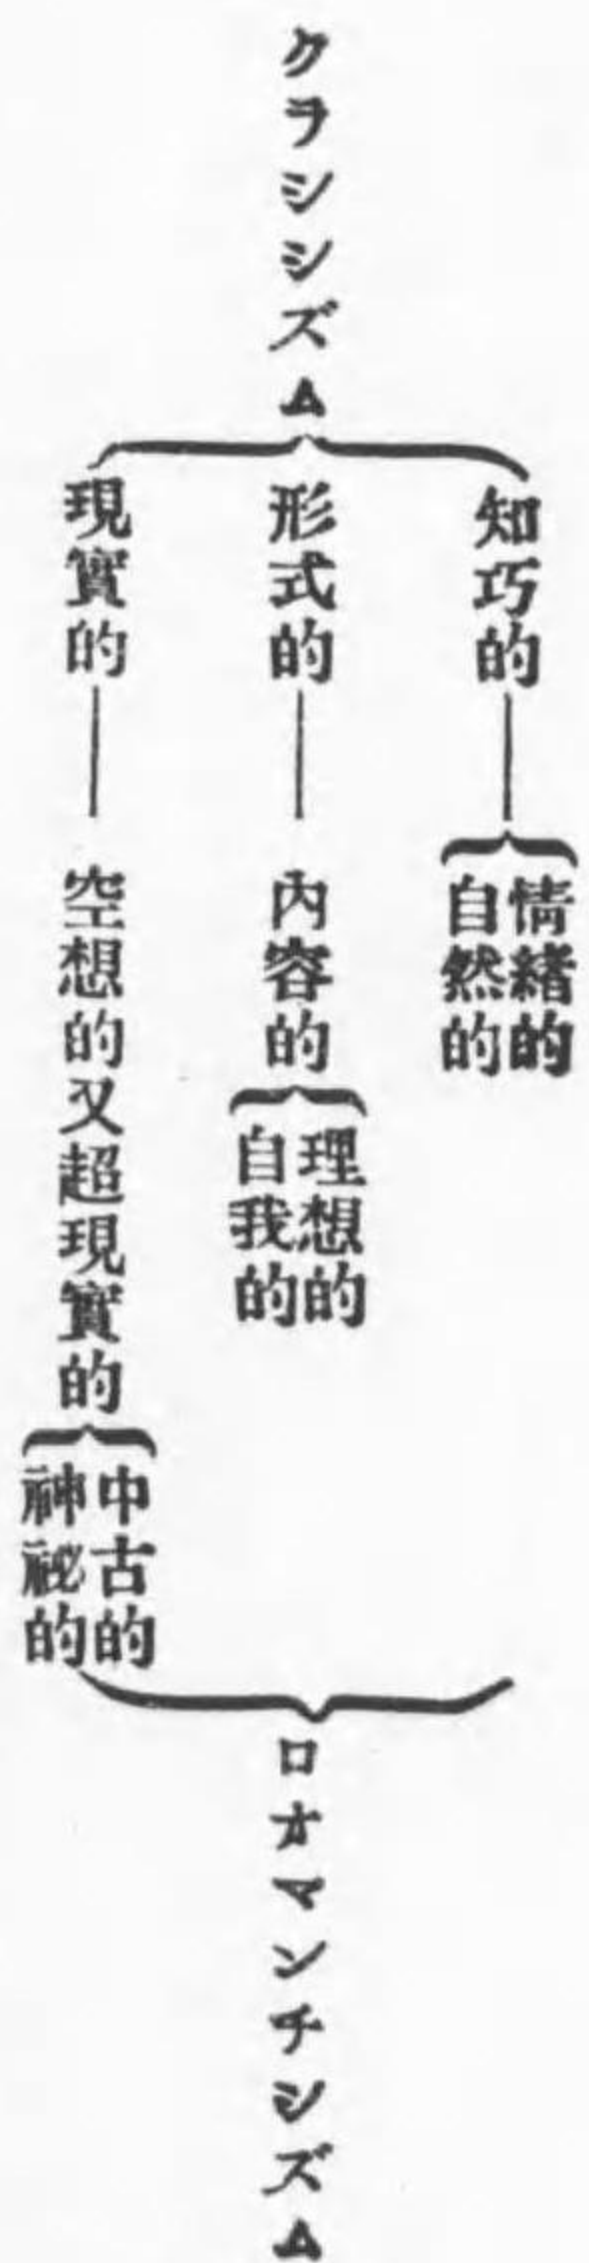 クラシシズム
知巧的
情緖的
自然的
形式的
內容的
理想的
自我的
現實的
空想的又超現實的
中古的
神祕的
ロオマンチシズム